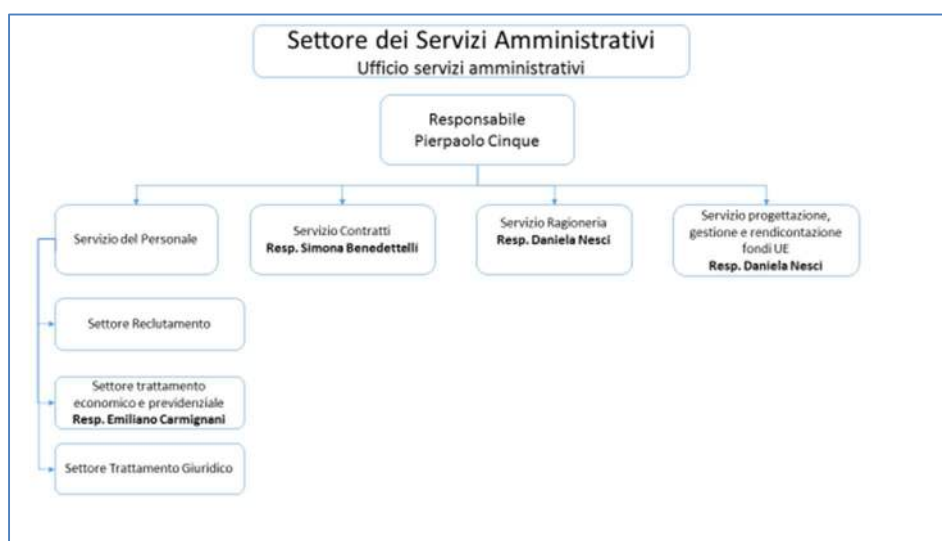 Settore dei Servizi Amministrativi
Ufficio servizi amministrativi
Responsabile
Pierpaolo Cinque
Servizio del Personale
Servizio Contratti
Resp. Simona Benedettelli
Servizio Ragioneria
Resp. Daniela Nesci
Servizio progettazione,
gestione e rendicontazione
fondi UE
Resp. Daniela Nesci
Settore Reclutamento
Settore trattamento
economico e previdenziale
Resp. Emiliano Carmignani
Settore Trattamento Giuridico